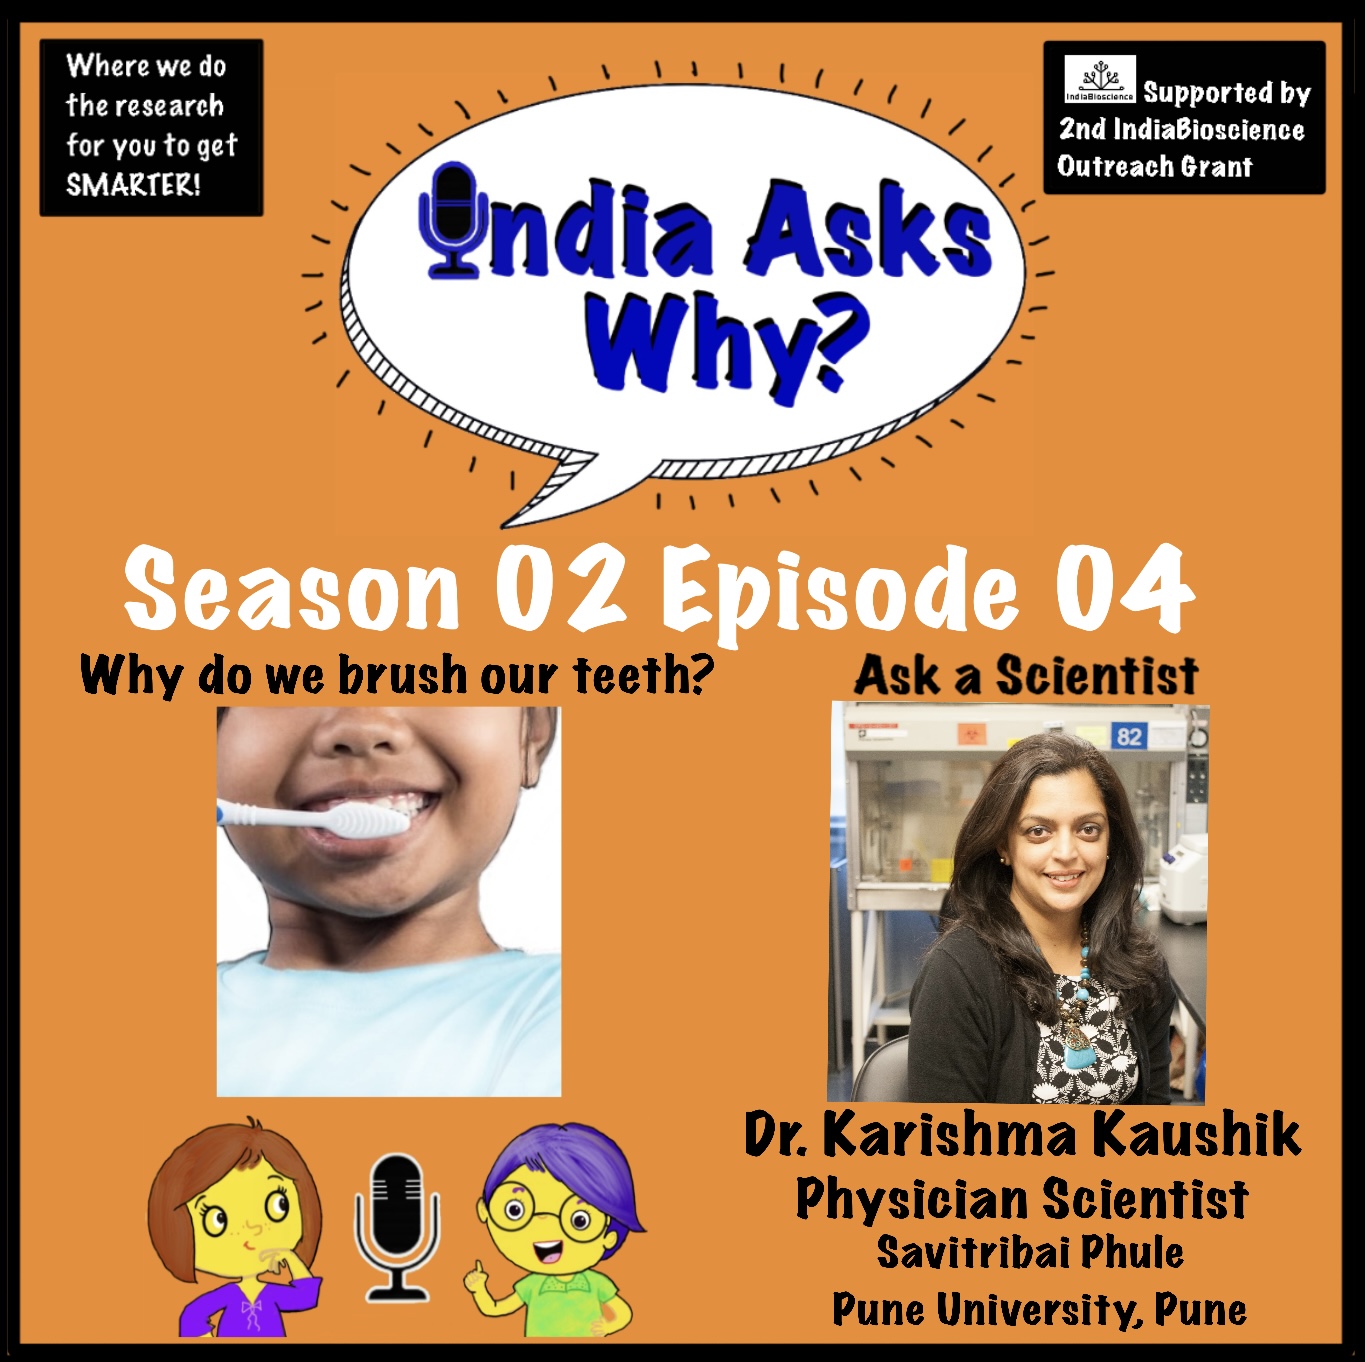 Where we do
the research
for you to get
SMARTER!
IndiaBioscience
Supported by
2nd IndiaBioscience
Outreach Grant
India Asks
Why?
Season 02 Episode 04
Why do we brush our teeth?
Ask a Scientist
82
Dr. Karishma Kaushik
Physician Scientist
Savitribai Phule
Pune University, Pune